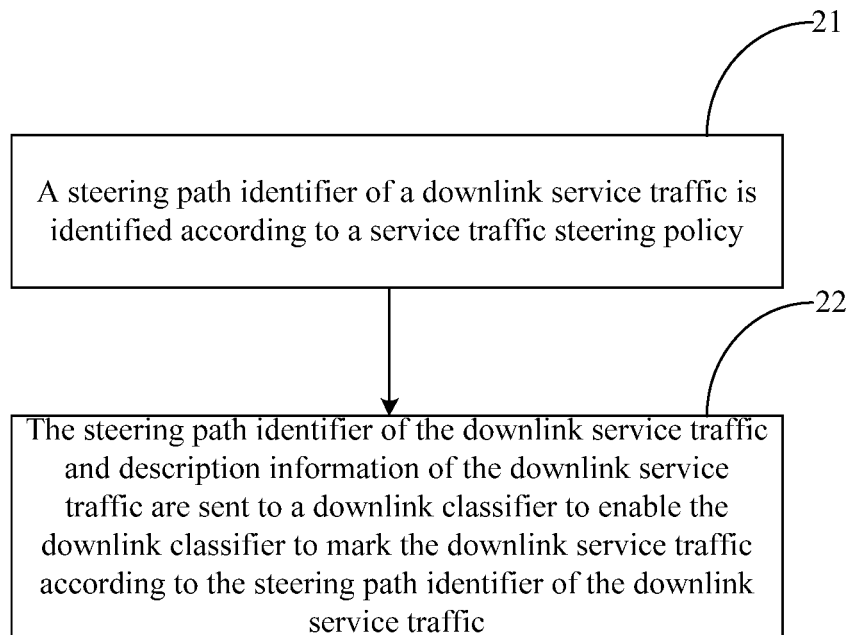 21
A steering path identifier of a downlink service traffic is
identified according to a service traffic steering policy
22
The steering path identifier of the downlink service traffic
and description information of the downlink service
traffic are sent to a downlink classifier to enable the
downlink classifier to mark the downlink service traffic
according to the steering path identifier of the downlink
service traffic